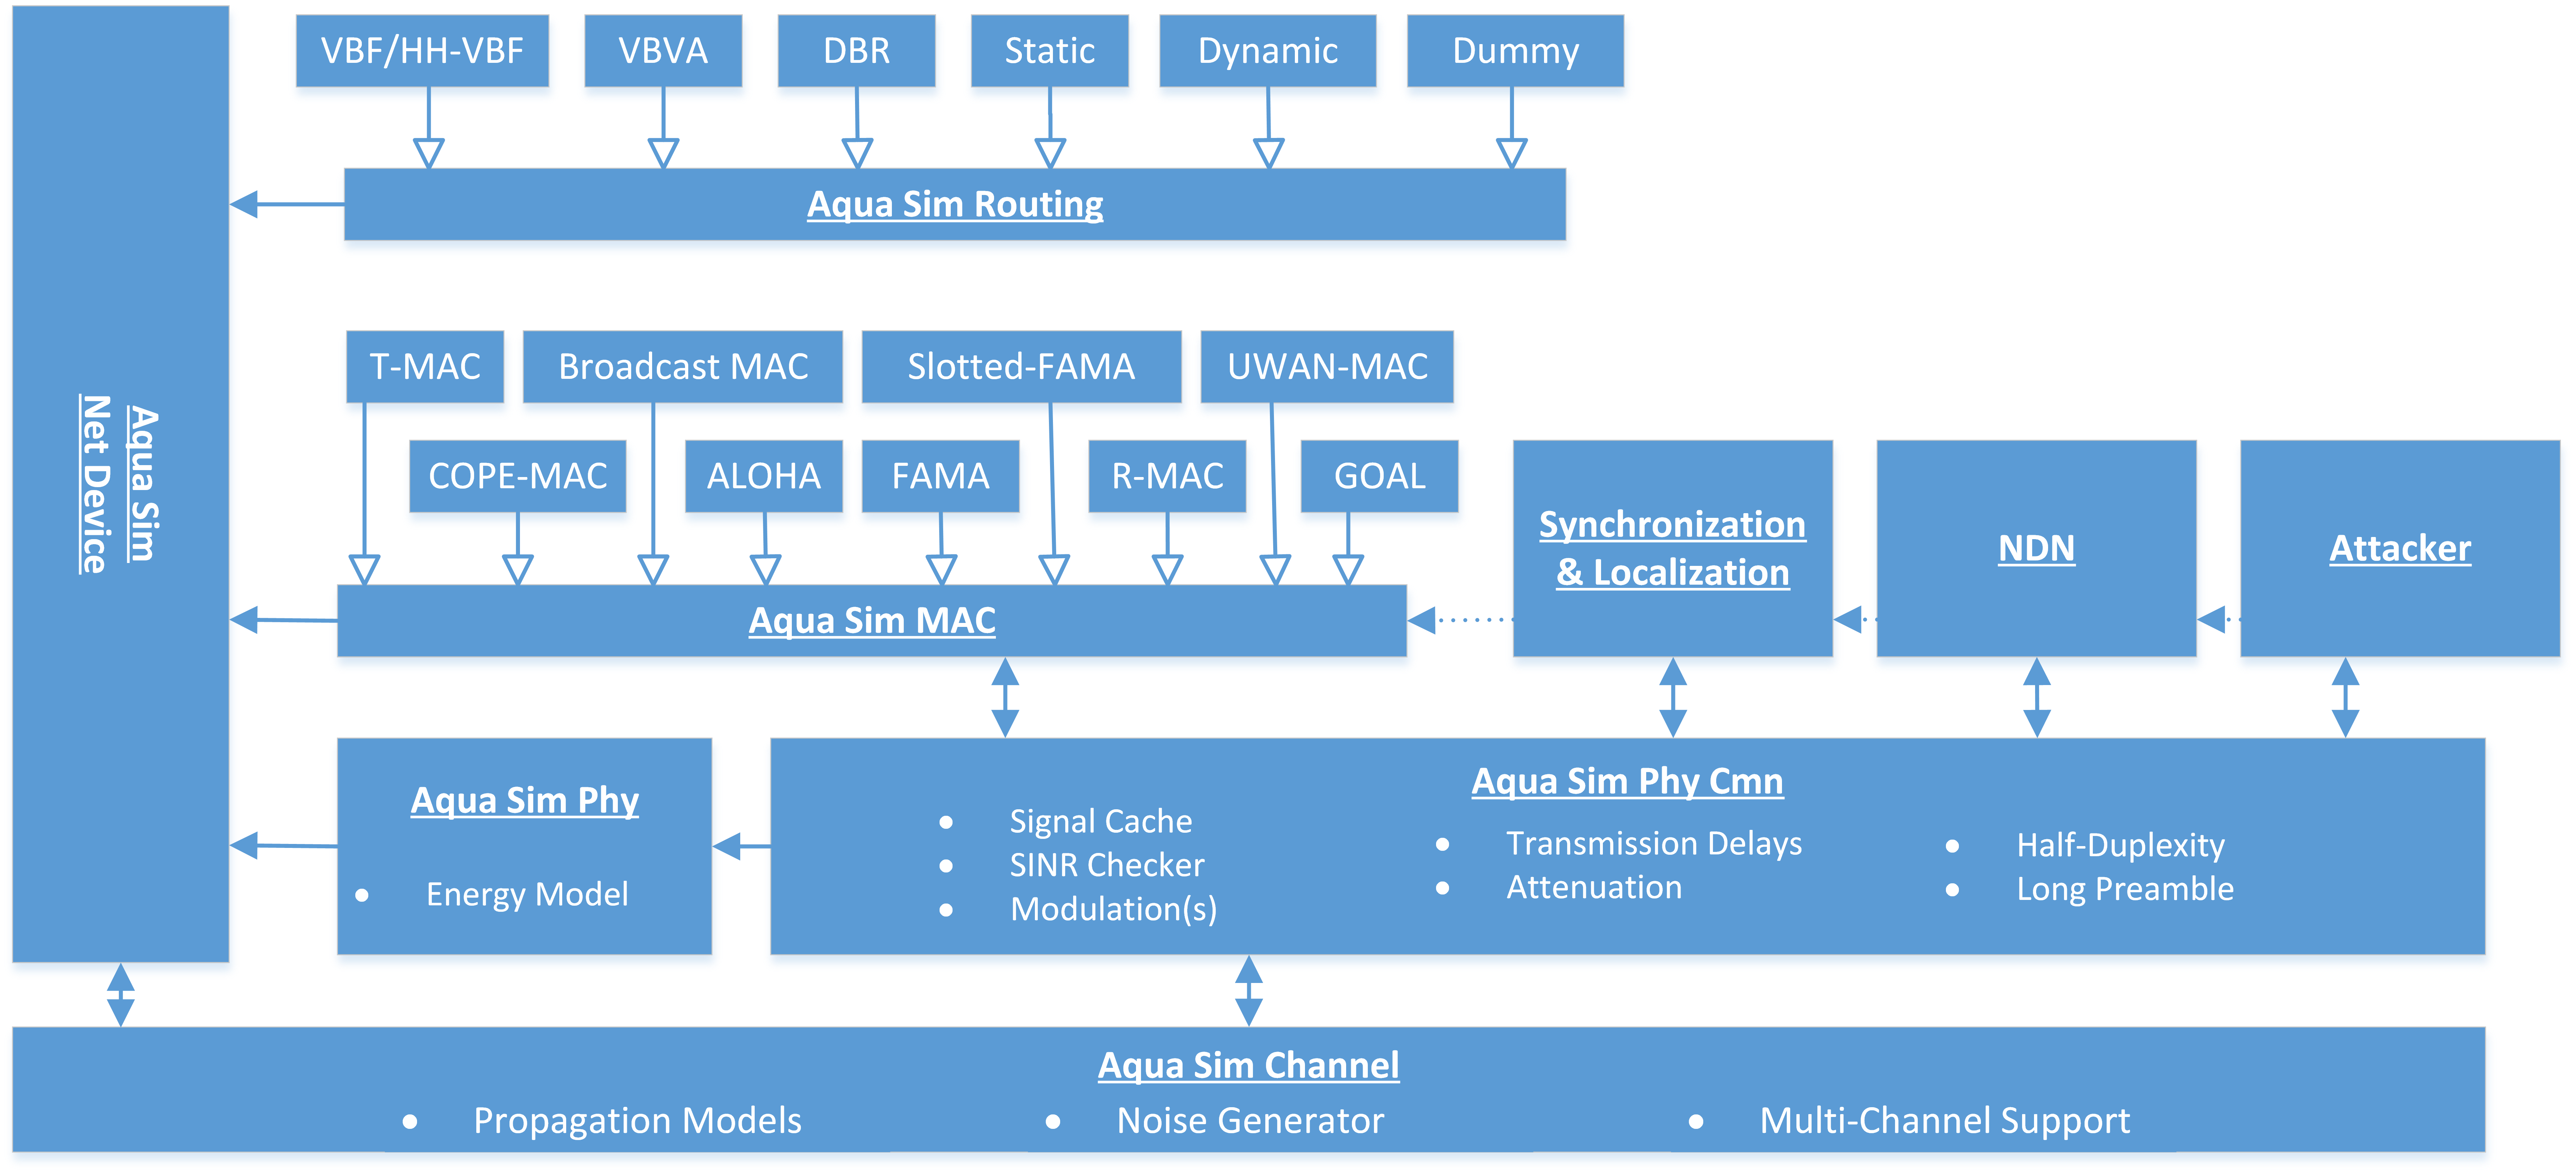 VBF/HH-VBF
VBVA
DBR
Static
Dynamic
Dummy
Aqua Sim Routing
Aqua Sim
Net Device
T-MAC
Broadcast MAC
Slotted-FAMA
UWAN-MAC
COPE-MAC
ALOHA
FAMA
R-MAC
GOAL
Synchronization
& Localization
NDN
Attacker
Aqua Sim MAC
Aqua Sim Phy
• Energy Model
Aqua Sim Phy Cmn
• Signal Cache
• SINR Checker
• Modulation(s)
• Transmission Delays
• Attenuation
• Half-Duplexity
• Long Preamble
Aqua Sim Channel
• Propagation Models
• Noise Generator
• Multi-Channel Support